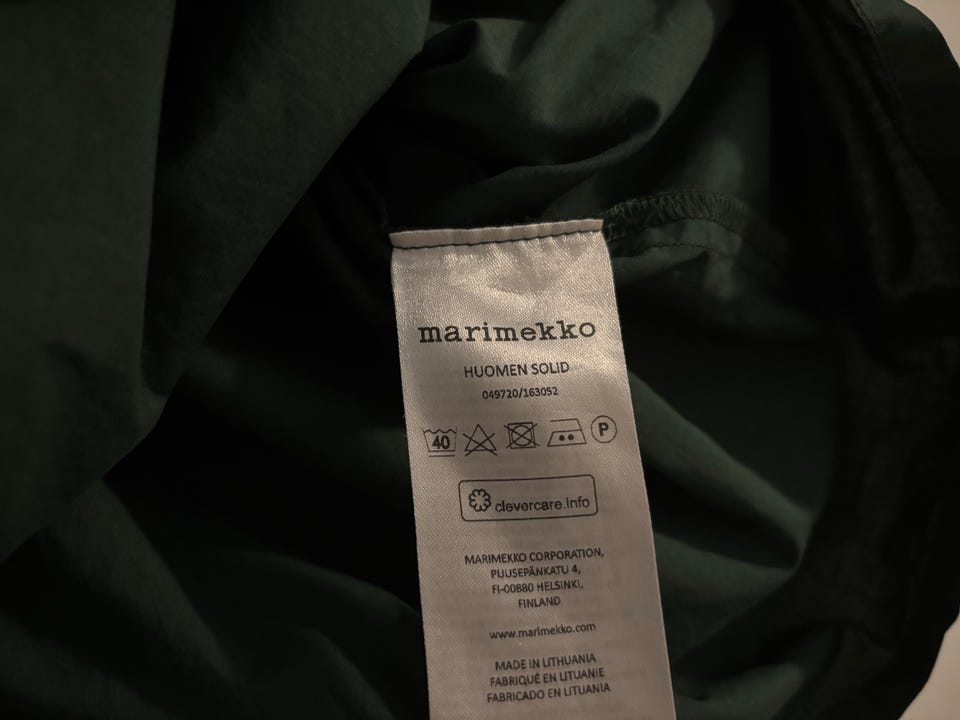 marimekko
HUOMEN SOLID
049720/163052
40 P
clevercare.info
MARIMEKKO CORPORATION,
PUUSEPÄNKATU 4,
FI-00880 HELSINKI,
FINLAND
www.marimekko.com
MADE IN LITHUANIA
FABRIQUÉ EN LITUANIE
FABRICADO EN LITUANIA